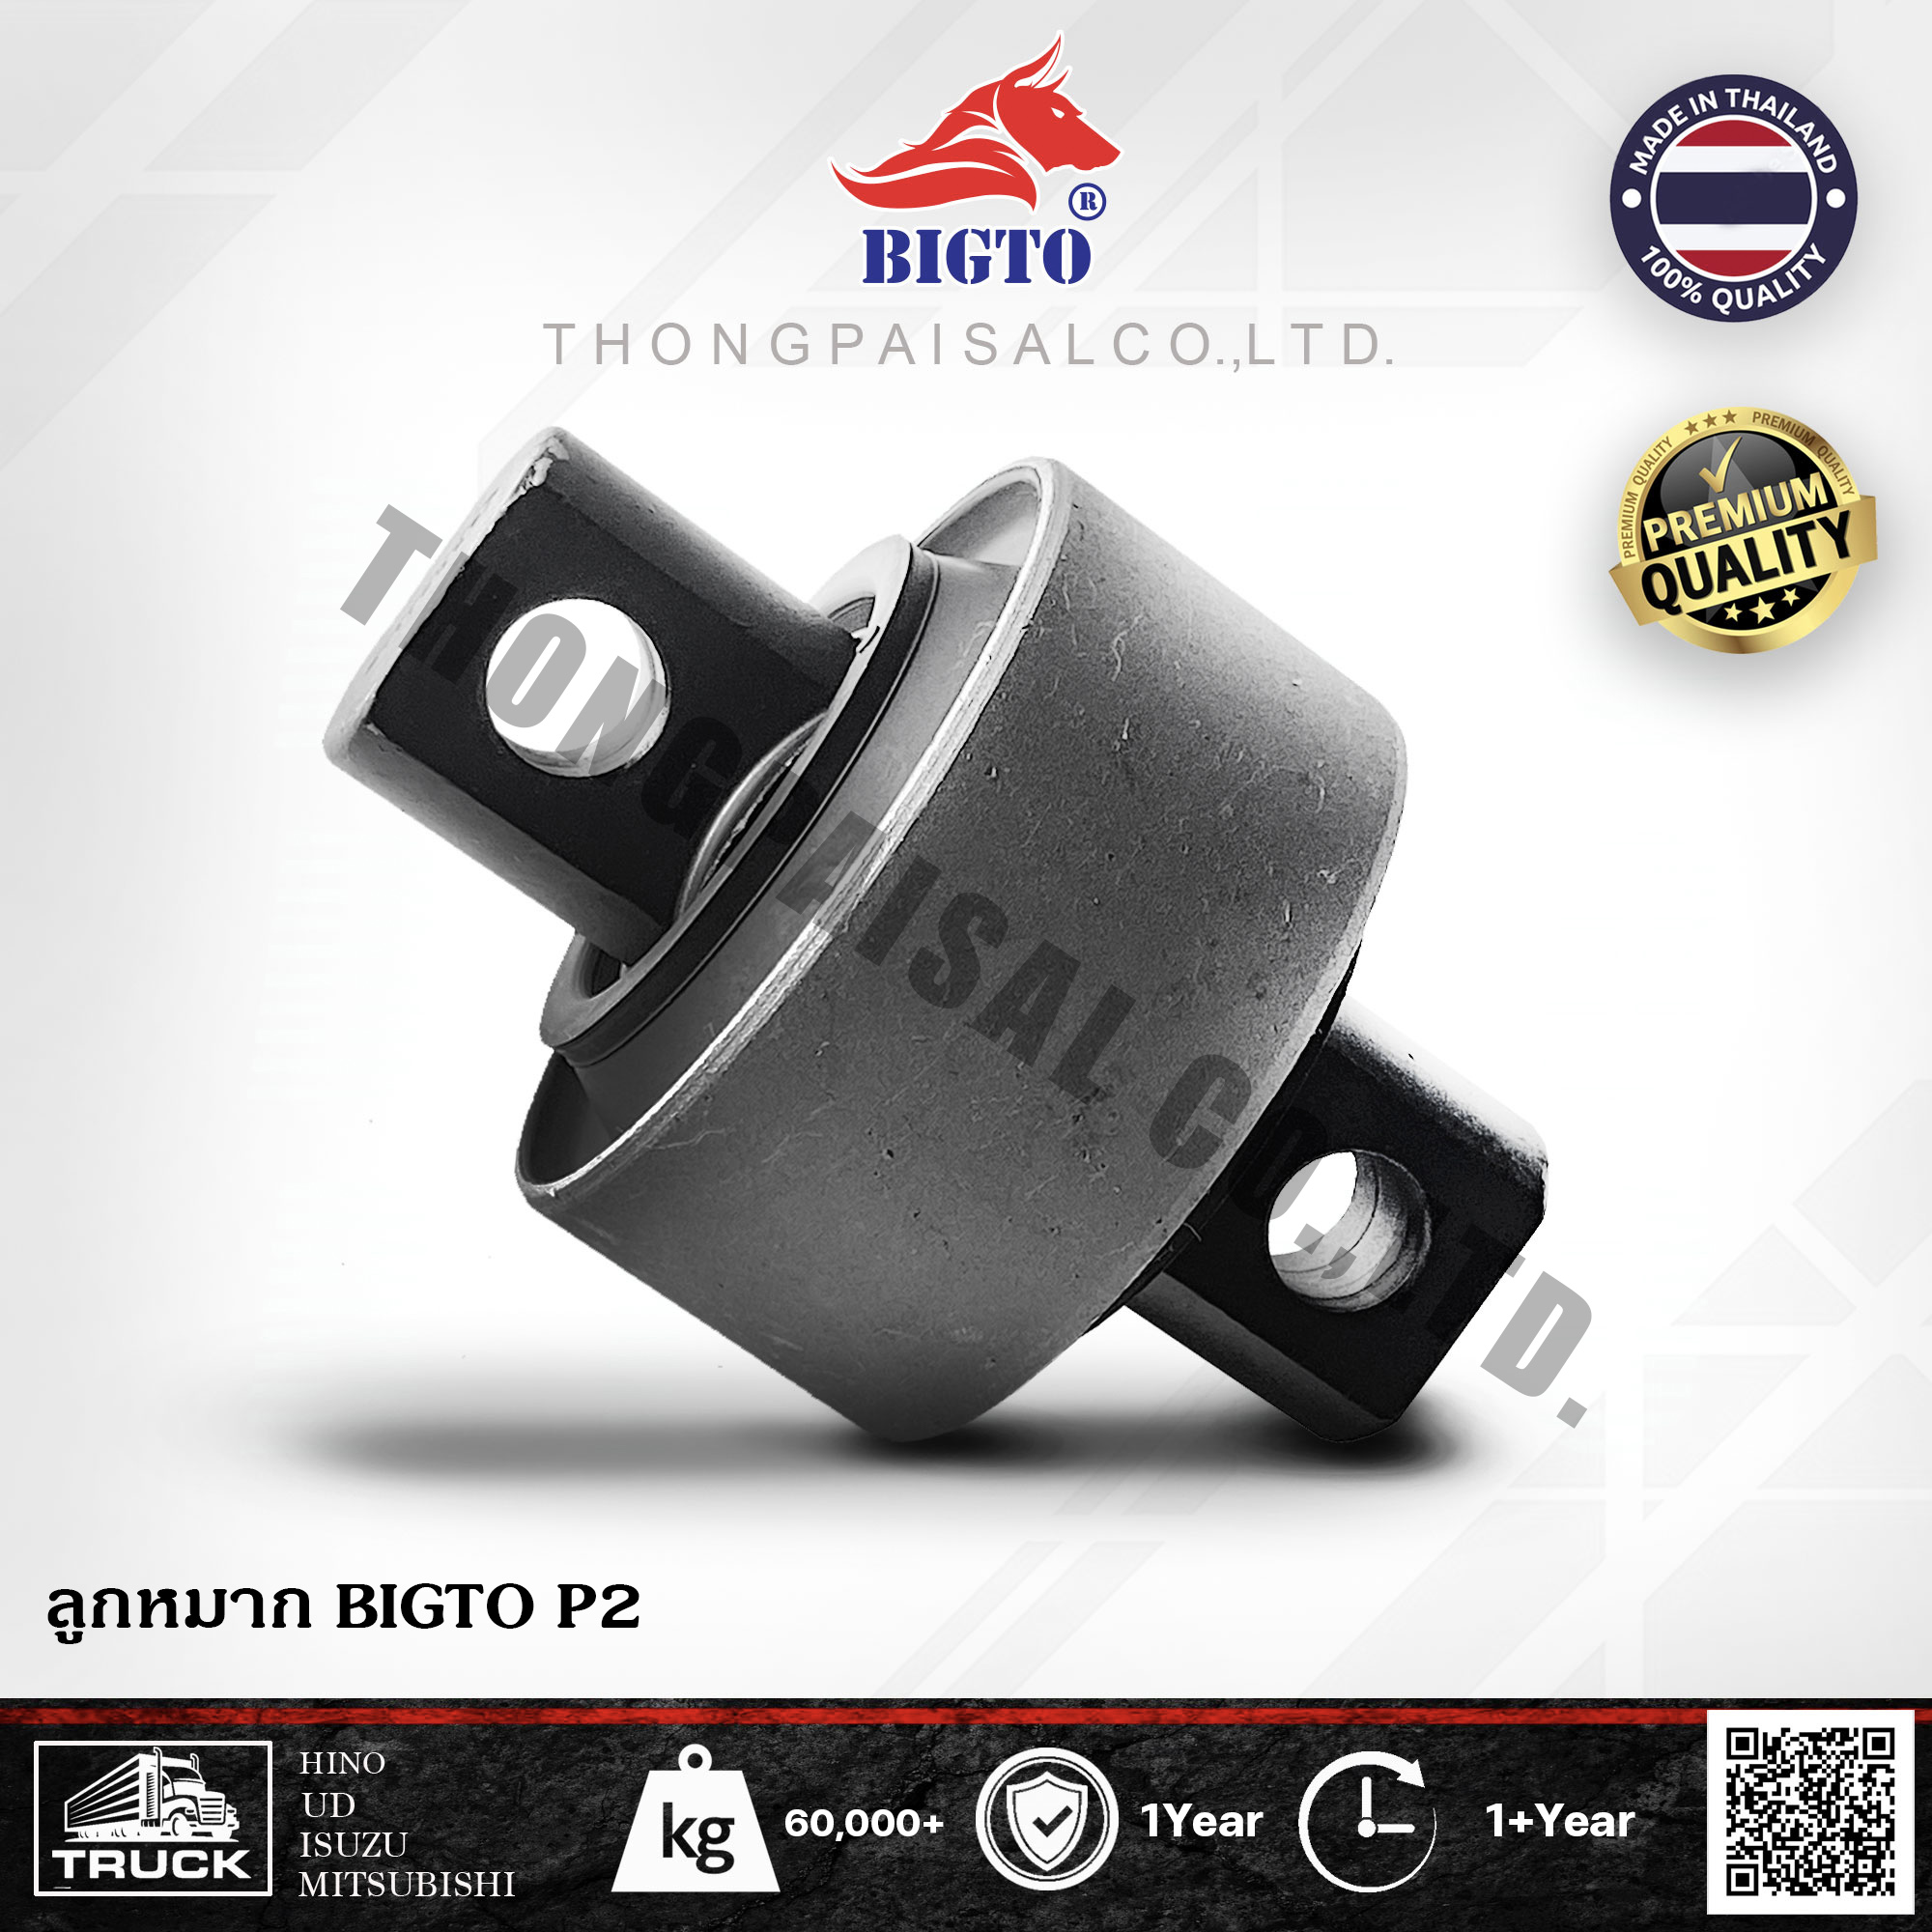 ®
BIGTO
THONGPAISALCO.,LTD.
MADE IN THAILAND
100% QUALITY
PREMIUM QUALITY ★★★ PREMIUM QUALITY
PREMIUM
QUALITY
THONGPAISAL CO.,LTD.
ลูกหมาก BIGTO P2
TRUCK
HINO
UD
ISUZU
MITSUBISHI
kg
60,000+
1Year
1+Year